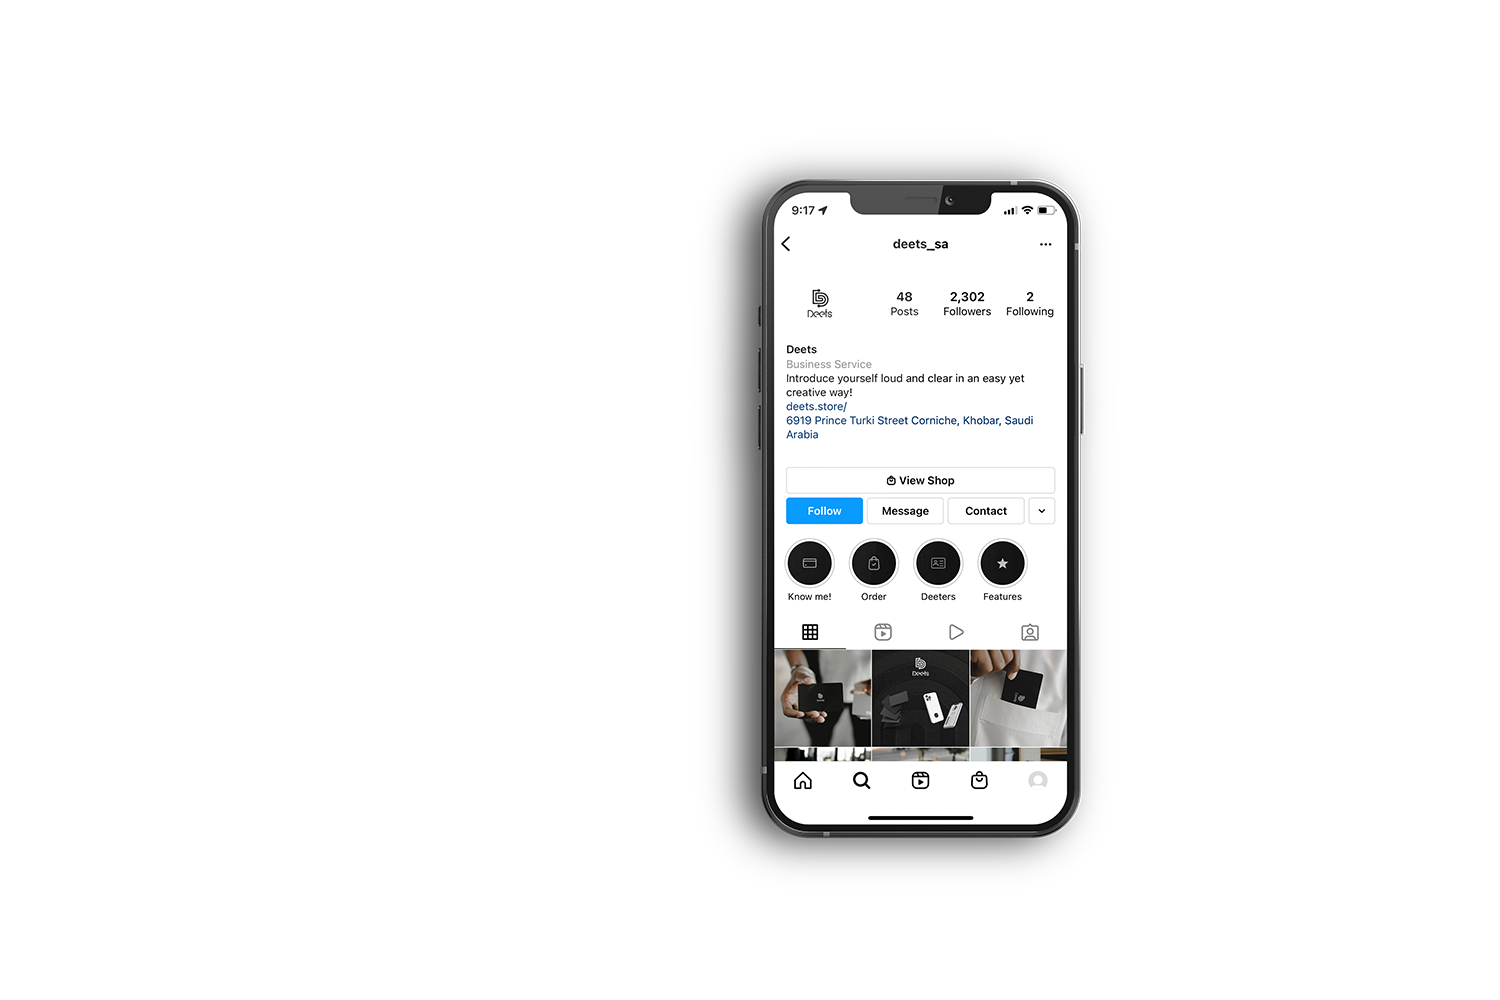 9:17
deets_sa
Deets
48 2,302 2
Posts Followers Following
Deets
Business Service
Introduce yourself loud and clear in an easy yet
creative way!
deets.store/
6919 Prince Turki Street Corniche, Khobar, Saudi
Arabia
View Shop
Follow Message Contact
Know me! Order Deeters Features
Deets